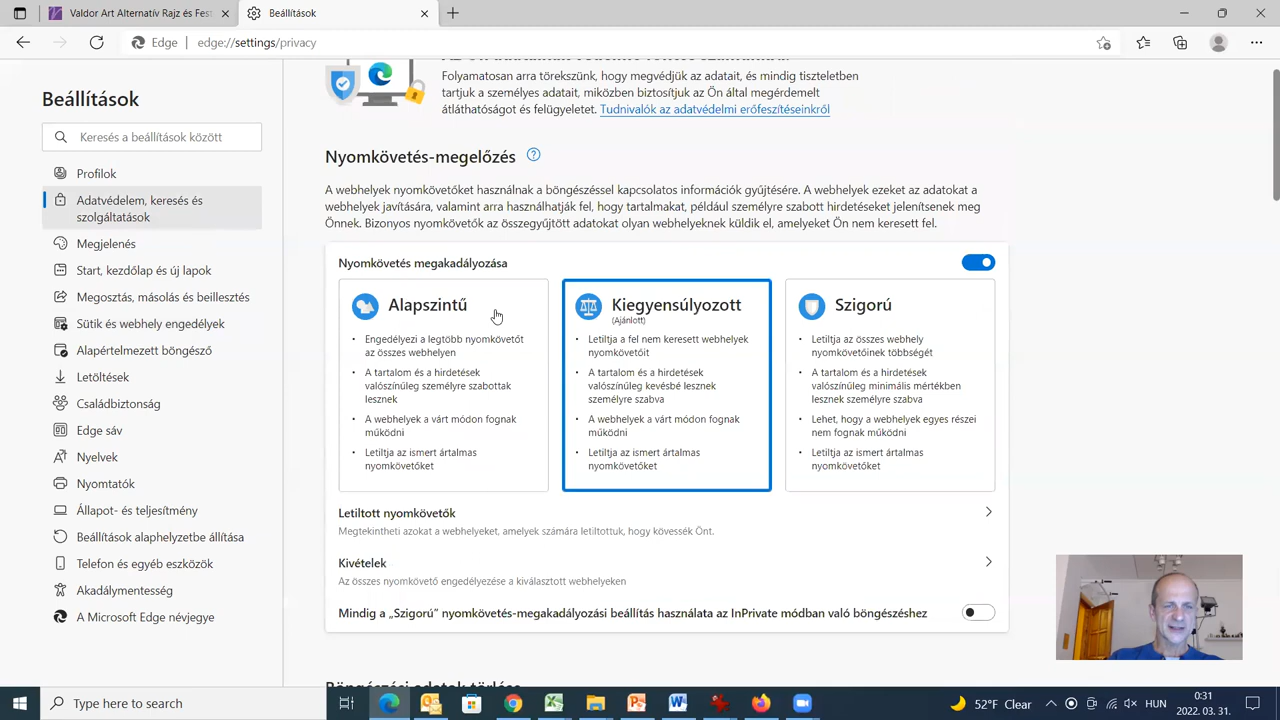 Valdor Art Alternatív Rajz és Fest
Beállítások
Edge
edge://settings/privacy
Beállítások
Keresés a beállítások között
Profilok
Adatvédelem, keresés és
szolgáltatások
Megjelenés
Start, kezdőlap és új lapok
Megosztás, másolás és beillesztés
Sütik és webhely engedélyek
Alapértelmezett böngésző
Letöltések
Családbiztonság
Edge sáv
Nyelvek
Nyomtatók
Állapot- és teljesítmény
Beállítások alaphelyzetbe állítása
Telefon és egyéb eszközök
Akadálymentesség
A Microsoft Edge névjegye
Folyamatosan arra törekszünk, hogy megvédjük az adatait, és mindig tiszteletben
tartjuk a személyes adatait, miközben biztosítjuk az Ön által megérdemelt
átláthatóságot és felügyeletet. Tudnivalók az adatvédelmi erőfeszítéseinkről
Nyomkövetés-megelőzés
A webhelyek nyomkövetőket használnak a böngészéssel kapcsolatos információk gyűjtésére. A webhelyek ezeket az adatokat a
webhelyek javítására, valamint arra használhatják fel, hogy tartalmakat, például személyre szabott hirdetéseket jelenítsenek meg
Önnek. Bizonyos nyomkövetők az összegyűjtött adatokat olyan webhelyeknek küldik el, amelyeket Ön nem keresett fel.
Nyomkövetés megakadályozása
Alapszintű
• Engedélyezi a legtöbb nyomkövetőt
az összes webhelyen
• A tartalom és a hirdetések
valószínűleg személyre szabottak
lesznek
• A webhelyek a várt módon fognak
működni
• Letiltja az ismert ártalmas
nyomkövetőket
Kiegyensúlyozott
(Ajánlott)
• Letiltja a fel nem keresett webhelyek
nyomkövetőit
• A tartalom és a hirdetések
valószínűleg kevésbé lesznek
személyre szabva
• A webhelyek a várt módon fognak
működni
• Letiltja az ismert ártalmas
nyomkövetőket
Szigorú
• Letiltja az összes webhely
nyomkövetőinek többségét
• A tartalom és a hirdetések
valószínűleg minimális mértékben
lesznek személyre szabva
• Lehet, hogy a webhelyek egyes részei
nem fognak működni
• Letiltja az ismert ártalmas
nyomkövetőket
Letiltott nyomkövetők
Megtekintheti azokat a webhelyeket, amelyek számára letiltottuk, hogy kövessék Önt.
Kivételek
Az összes nyomkövető engedélyezése a kiválasztott webhelyeken
Mindig a „Szigorú” nyomkövetés-megakadályozási beállítás használata az InPrivate módban való böngészéshez
Type here to search
52°F Clear
HUN
0:31
2022. 03. 31.